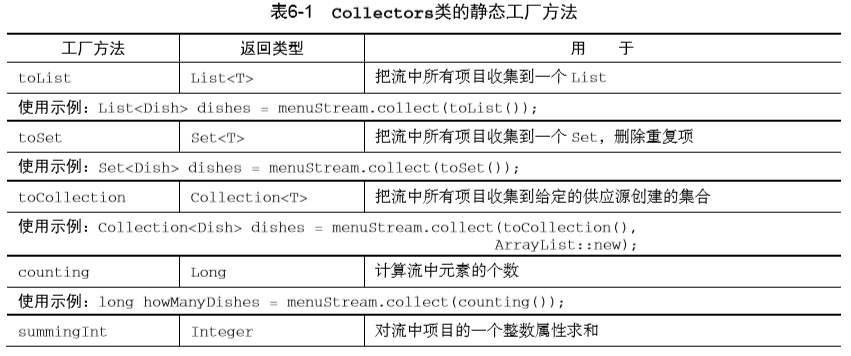 表6-1 Collectors类的静态工厂方法
工厂方法 返回类型 用 于
toList List<T> 把流中所有项目收集到一个 List
使用示例：List<Dish> dishes = menuStream.collect(toList());
toSet Set<T> 把流中所有项目收集到一个 Set，删除重复项
使用示例：Set<Dish> dishes = menuStream.collect(toSet());
toCollection Collection<T> 把流中所有项目收集到给定的供应源创建的集合
使用示例：Collection<Dish> dishes = menuStream.collect(toCollection(),
ArrayList::new);
counting Long 计算流中元素的个数
使用示例：long howManyDishes = menuStream.collect(counting());
summingInt Integer 对流中项目的一个整数属性求和